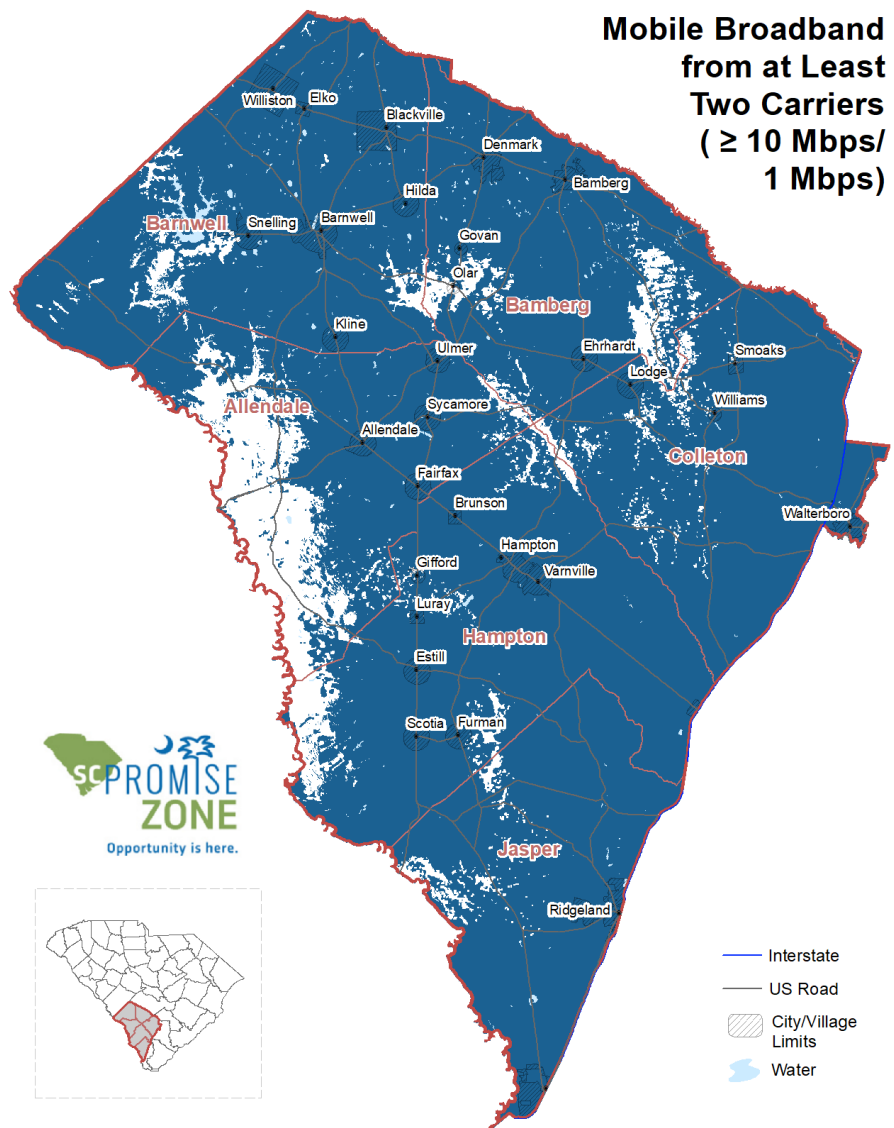 Mobile Broadband
from at Least
Two Carriers
( ≥ 10 Mbps/
1 Mbps)
Williston
Elko
Blackville
Denmark
Bamberg
Hilda
Barnwell
Snelling
Barnwell
Govan
Olar
Bamberg
Kline
Ulmer
Ehrhardt
Smoaks
Lodge
Allendale
Sycamore
Williams
Allendale
Colleton
Fairfax
Brunson
Walterboro
Hampton
Gifford
Varnville
Luray
Hampton
Estill
Scotia
Furman
SC PROMISE
ZONE
Opportunity is here.
Jasper
Ridgeland
Interstate
US Road
City/Village
Limits
Water